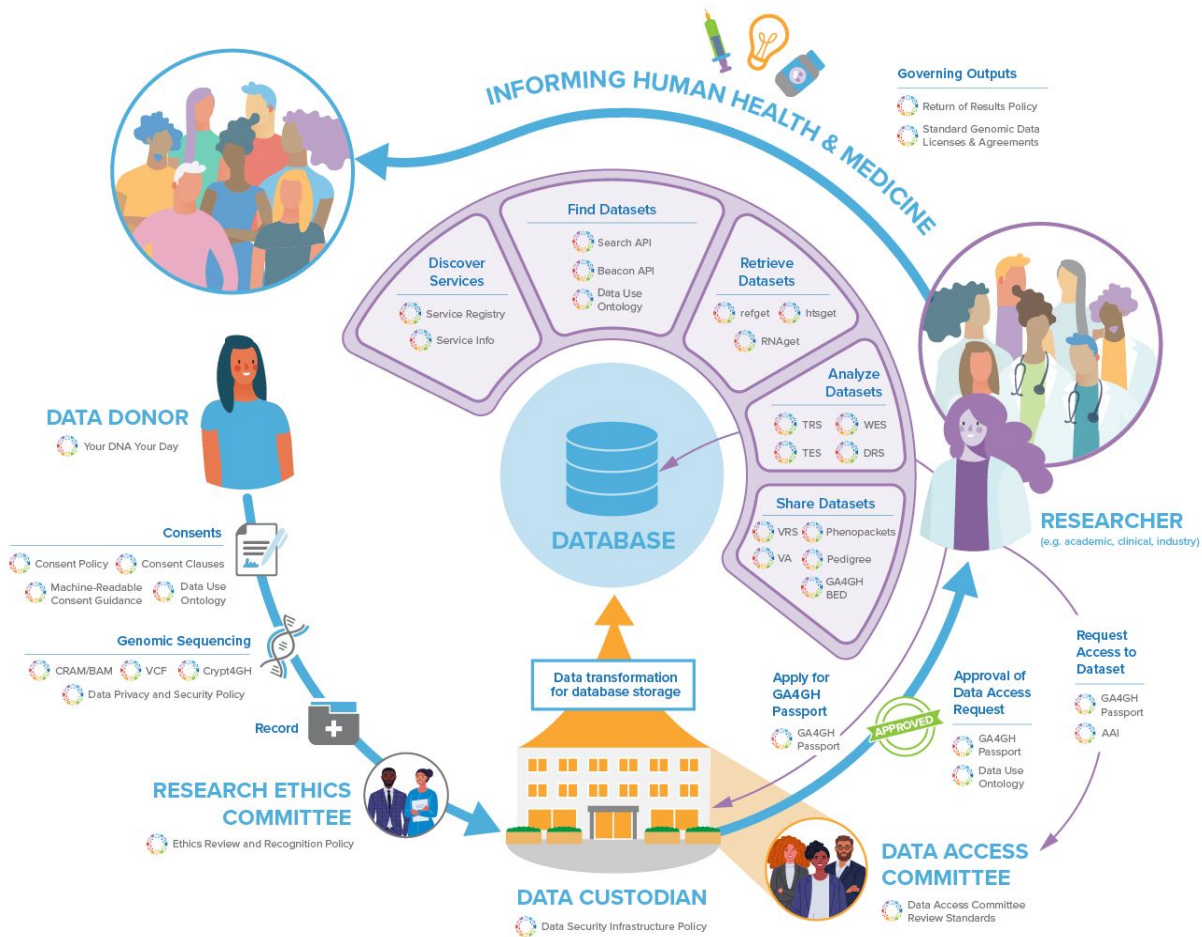 INFORMING HUMAN HEALTH & MEDICINE
Governing Outputs
Return of Results Policy
Standard Genomic Data
Licenses & Agreements
Find Datasets
Search API
Beacon API
Data Use
Ontology
Discover
Services
Service Registry
Service Info
Retrieve
Datasets
refget
htsget
RNAget
Analyze
Datasets
TRS
WES
TES
DRS
Share Datasets
VRS
Phenopackets
VA
Pedigree
GA4GH
BED
DATABASE
DATA DONOR
Your DNA Your Day
Consents
Consent Policy
Consent Clauses
Machine-Readable
Consent Guidance
Data Use
Ontology
Genomic Sequencing
CRAM/BAM
VCF
Crypt4GH
Data Privacy and Security Policy
Record
RESEARCH ETHICS
COMMITTEE
Ethics Review and Recognition Policy
Data transformation
for database storage
DATA CUSTODIAN
Data Security Infrastructure Policy
RESEARCHER
(e.g. academic, clinical, industry)
Apply for
GA4GH
Passport
GA4GH
Passport
APPROVED
Approval of
Data Access
Request
GA4GH
Passport
Data Use
Ontology
Request
Access to
Dataset
GA4GH
Passport
AAI
DATA ACCESS
COMMITTEE
Data Access Committee
Review Standards